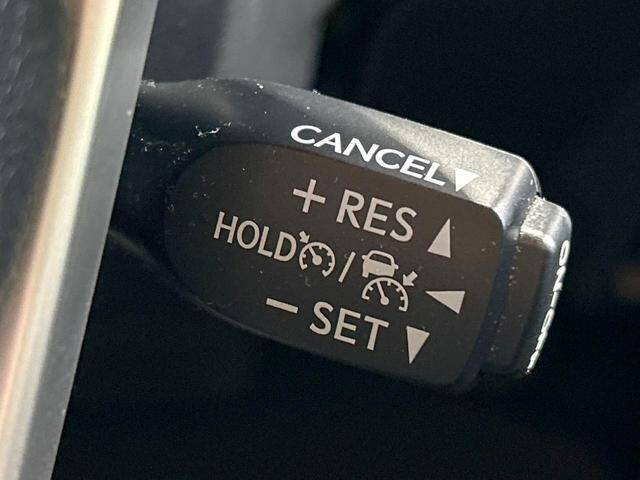 CANCEL▼
+ RES ▲
HOLD / ◀
− SET ▼